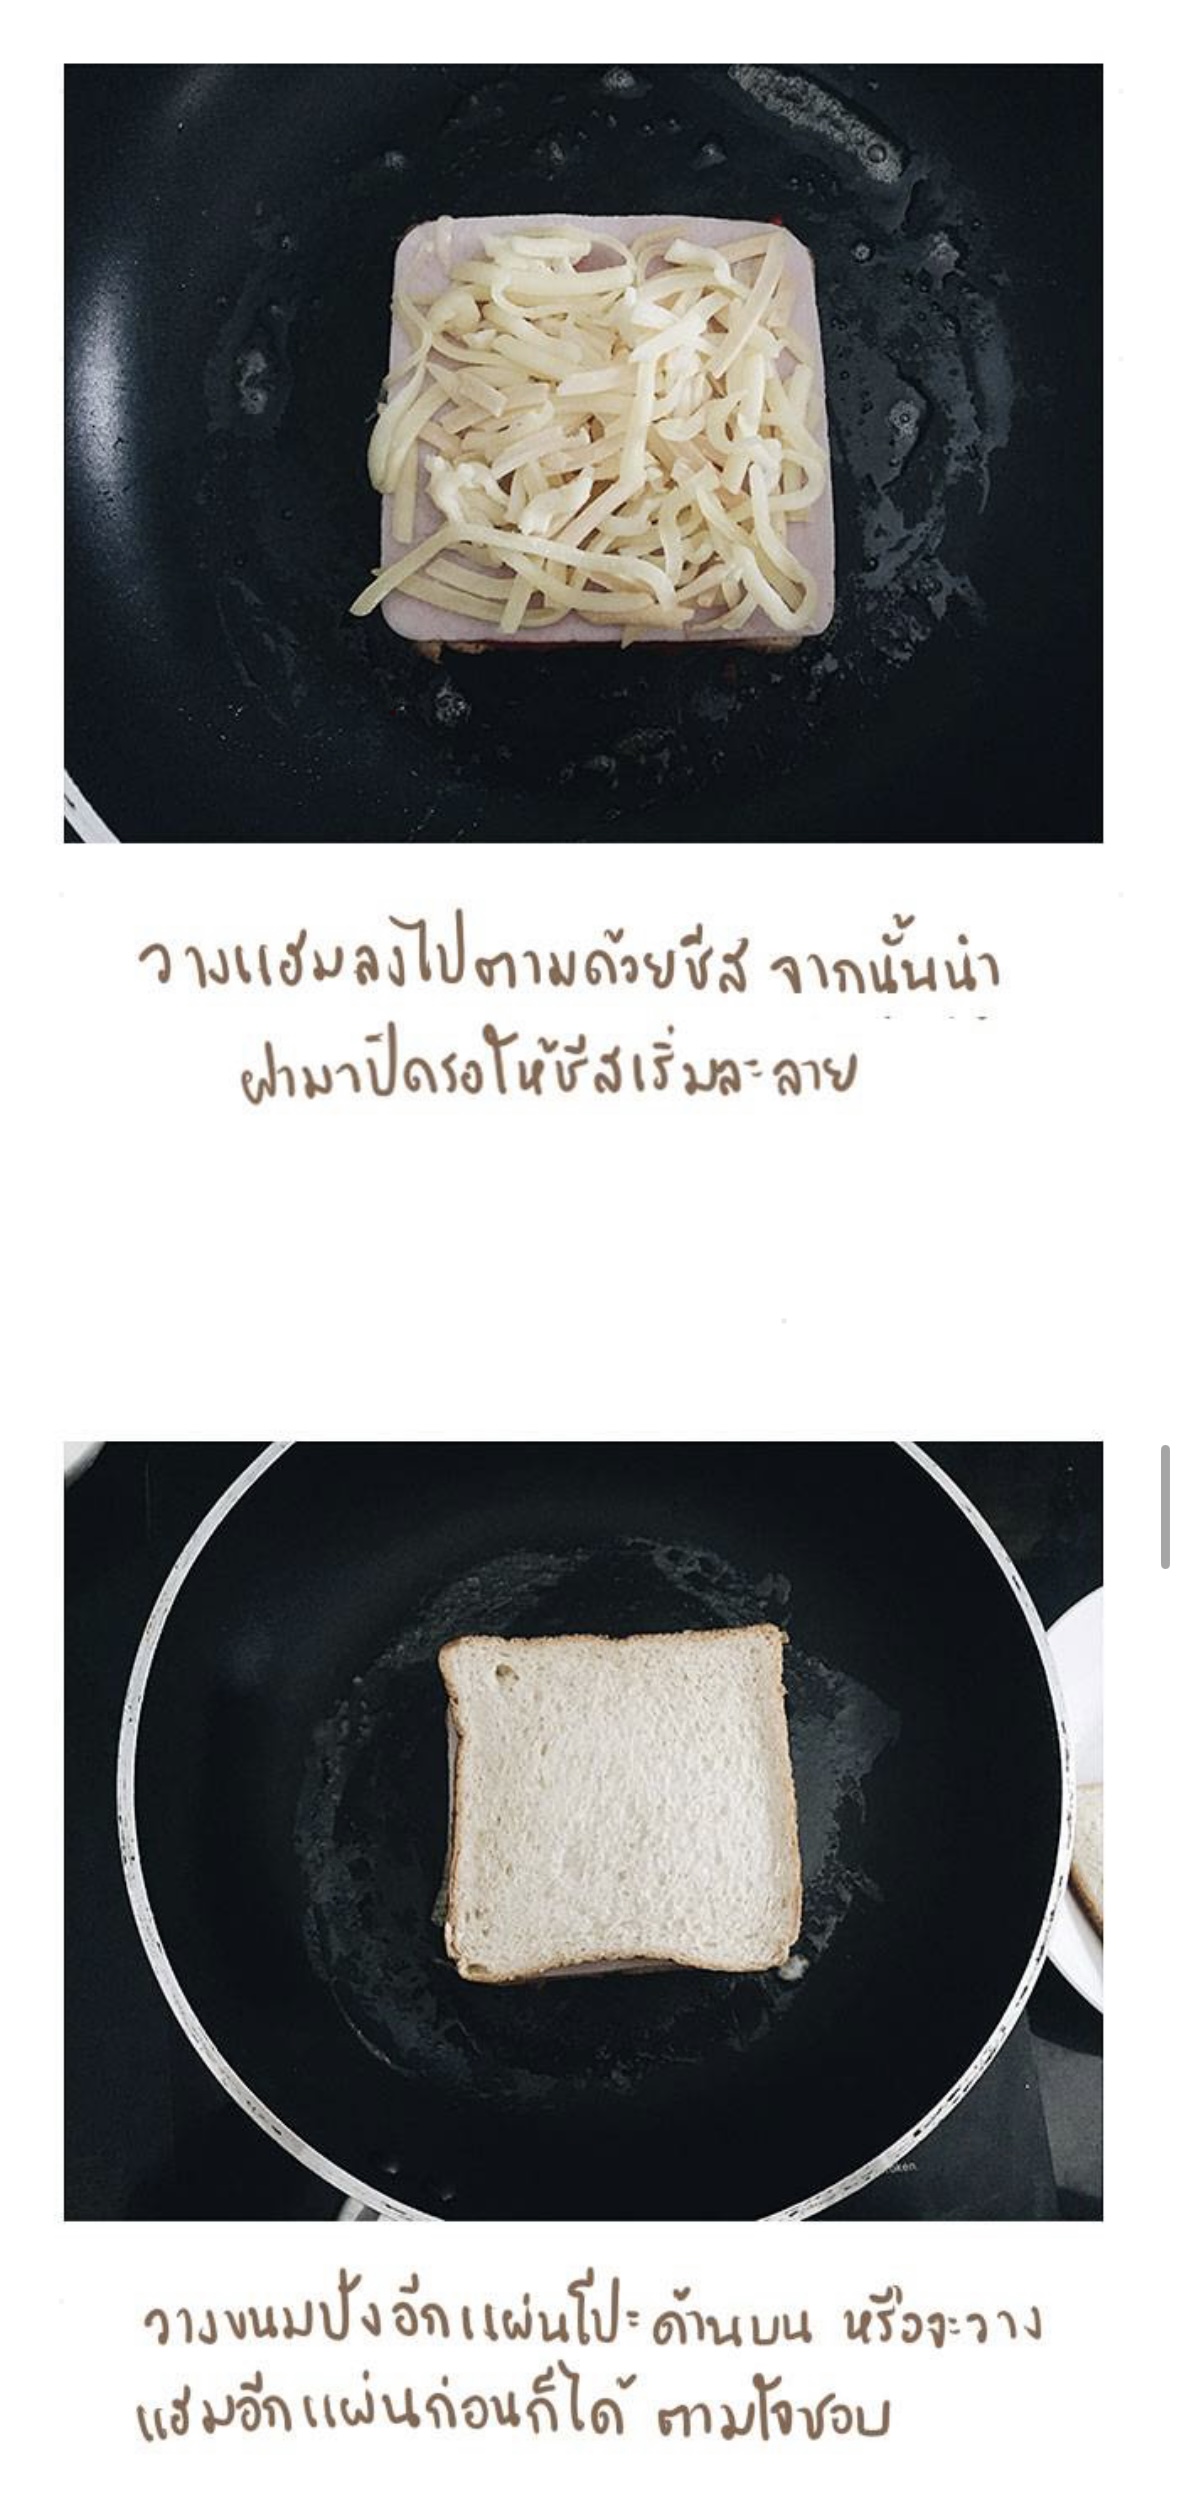 วางแฮมลงไปตามด้วยชีส จากนั้นนำ
ฝามาปิดรอให้ชีสเริ่มละลาย
oken.
วางขนมปังอีกแผ่นโปะด้านบน หรือจะวาง
แฮมอีกแผ่นก่อนก็ได้ ตามใจชอบ